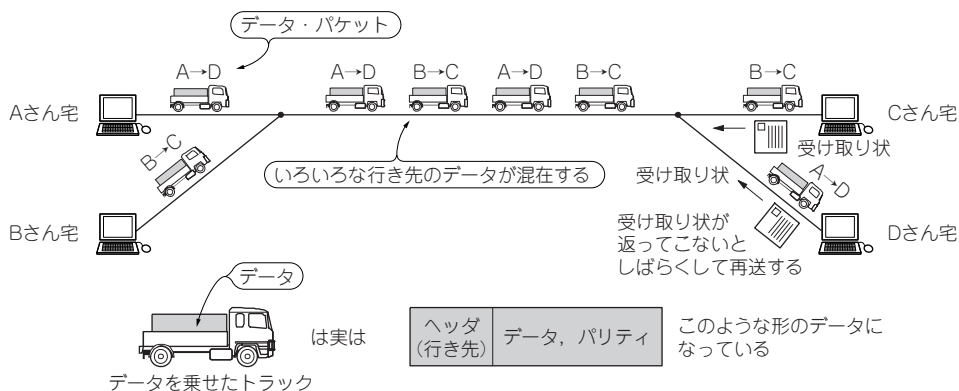 データ・パケット
A→D
A→D
B→C
A→D
B→C
B→C
Aさん宅
Cさん宅
B→C
いろいろな行き先のデータが混在する
受け取り状
受け取り状
A→D
Bさん宅
受け取り状が
返ってこないと
しばらくして再送する
Dさん宅
データ
は実は
ヘッダ
(行き先)
データ，パリティ
このような形のデータに
なっている
データを乗せたトラック